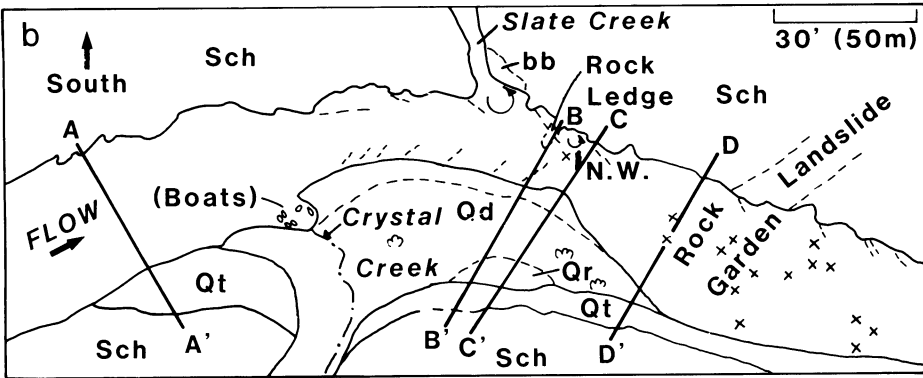 b
South
Sch
Slate Creek
bb
Rock
Ledge
30' (50m)
Sch
A
B
C
D
N.W.
Landslide
Rock
Garden
(Boats)
FLOW
Crystal
Creek
Qd
Qr
Qt
Qt
Sch
A'
B'
C'
Sch
D'